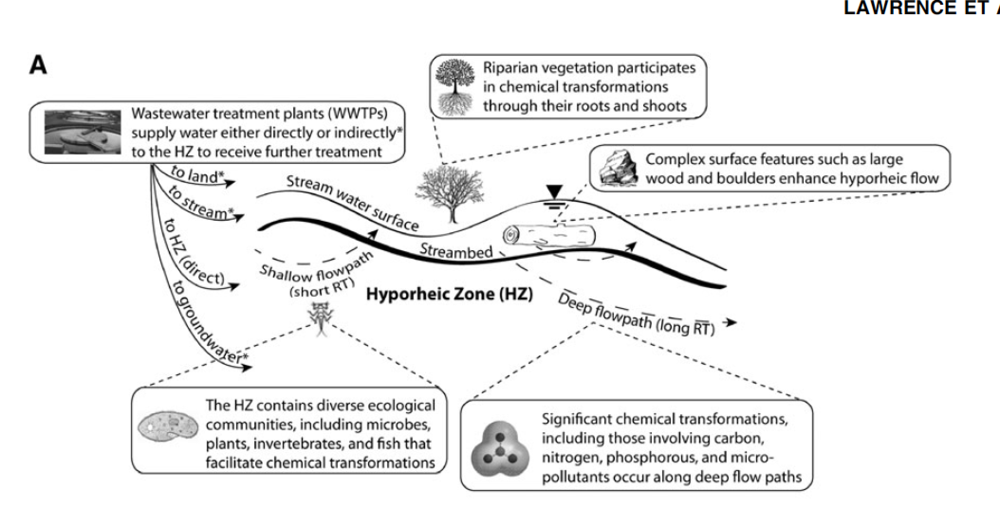 LAWRENCE ET
A
Riparian vegetation participates
in chemical transformations
through their roots and shoots
Wastewater treatment plants (WWTPs)
supply water either directly or indirectly*
to the HZ to receive further treatment
Complex surface features such as large
wood and boulders enhance hyporheic flow
to land*
to stream*
to HZ (direct)
to groundwater*
Stream water surface
Streambed
Shallow flowpath
(short RT)
Hyporheic Zone (HZ)
Deep flowpath (long RT)
The HZ contains diverse ecological
communities, including microbes,
plants, invertebrates, and fish that
facilitate chemical transformations
Significant chemical transformations,
including those involving carbon,
nitrogen, phosphorous, and micro-
pollutants occur along deep flow paths